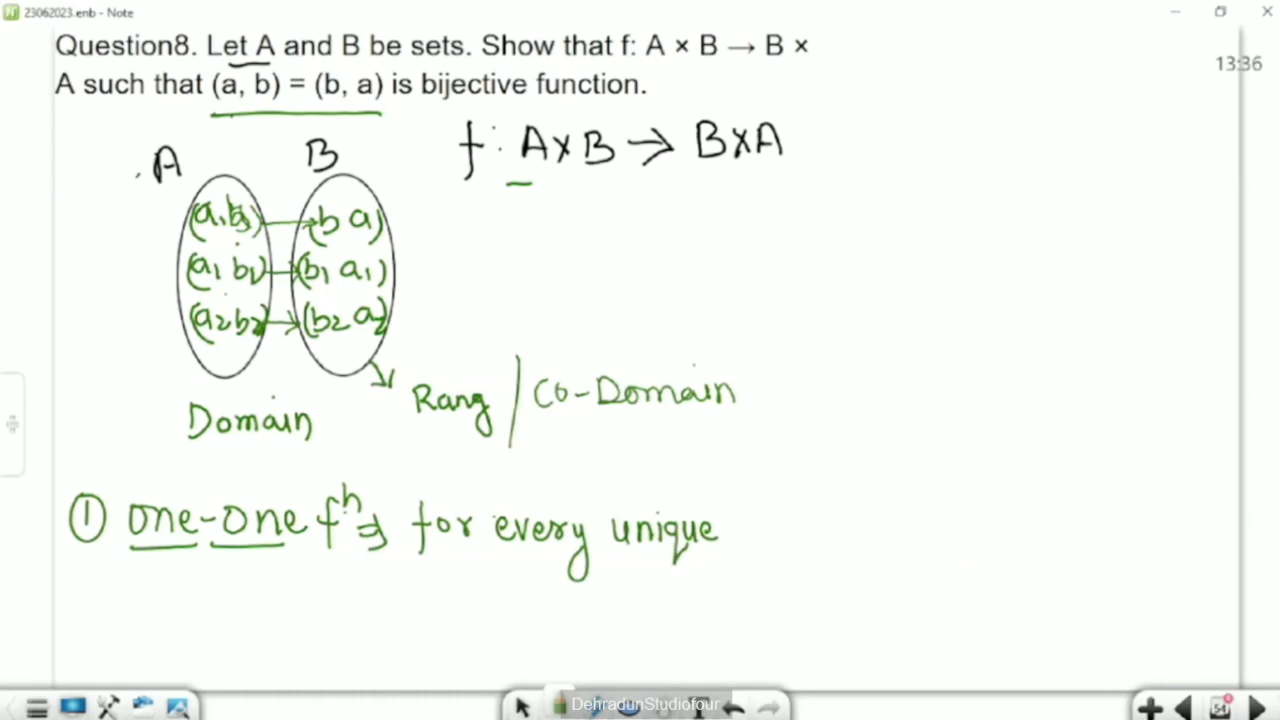 23062023.enb - Note
Question8. Let A and B be sets. Show that f: A × B → B ×
13:36
A such that (a, b) = (b, a) is bijective function.
f: A×B → B×A
A B
(a, b) (b a)
(a1 b1) (b1 a1)
(a2 b2) (b2 a2)
Rang / Co-Domain
Domain
① one-one fn ⇒ for every unique
DehradunStudiofour